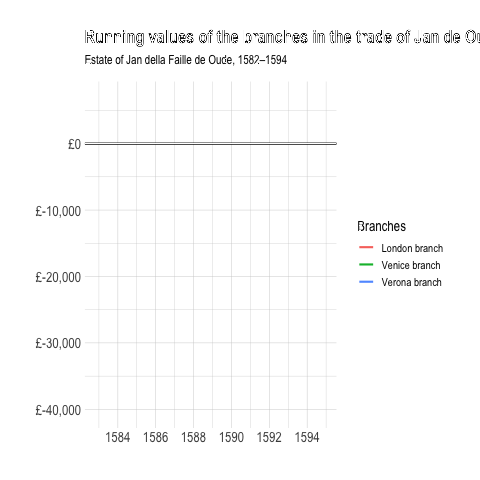 Running values of the branches in the trade of Jan de
Estate of Jan della Faille de Oude, 1582–1594
£0
£-10,000
£-20,000
£-30,000
£-40,000
1584 1586 1588 1590 1592 1594
Branches
London branch
Venice branch
Verona branch